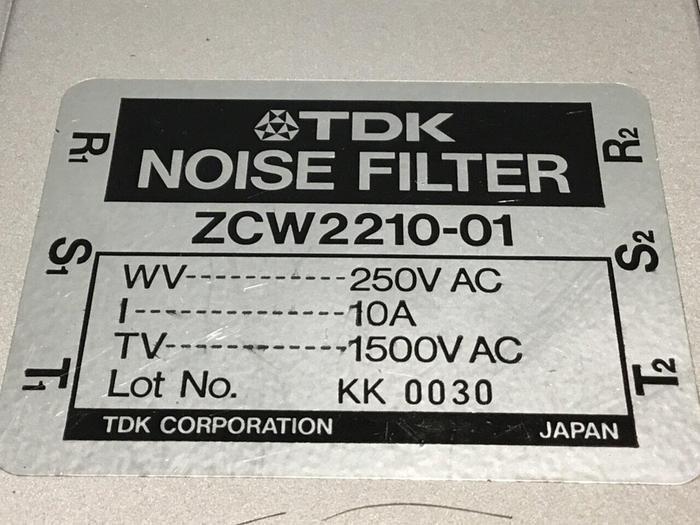 TDK
NOISE FILTER
ZCW2210-01
R1
R2
S1
S2
T1
T2
WV 250V AC
I 10A
TV 1500V AC
Lot No. KK 0030
TDK CORPORATION JAPAN